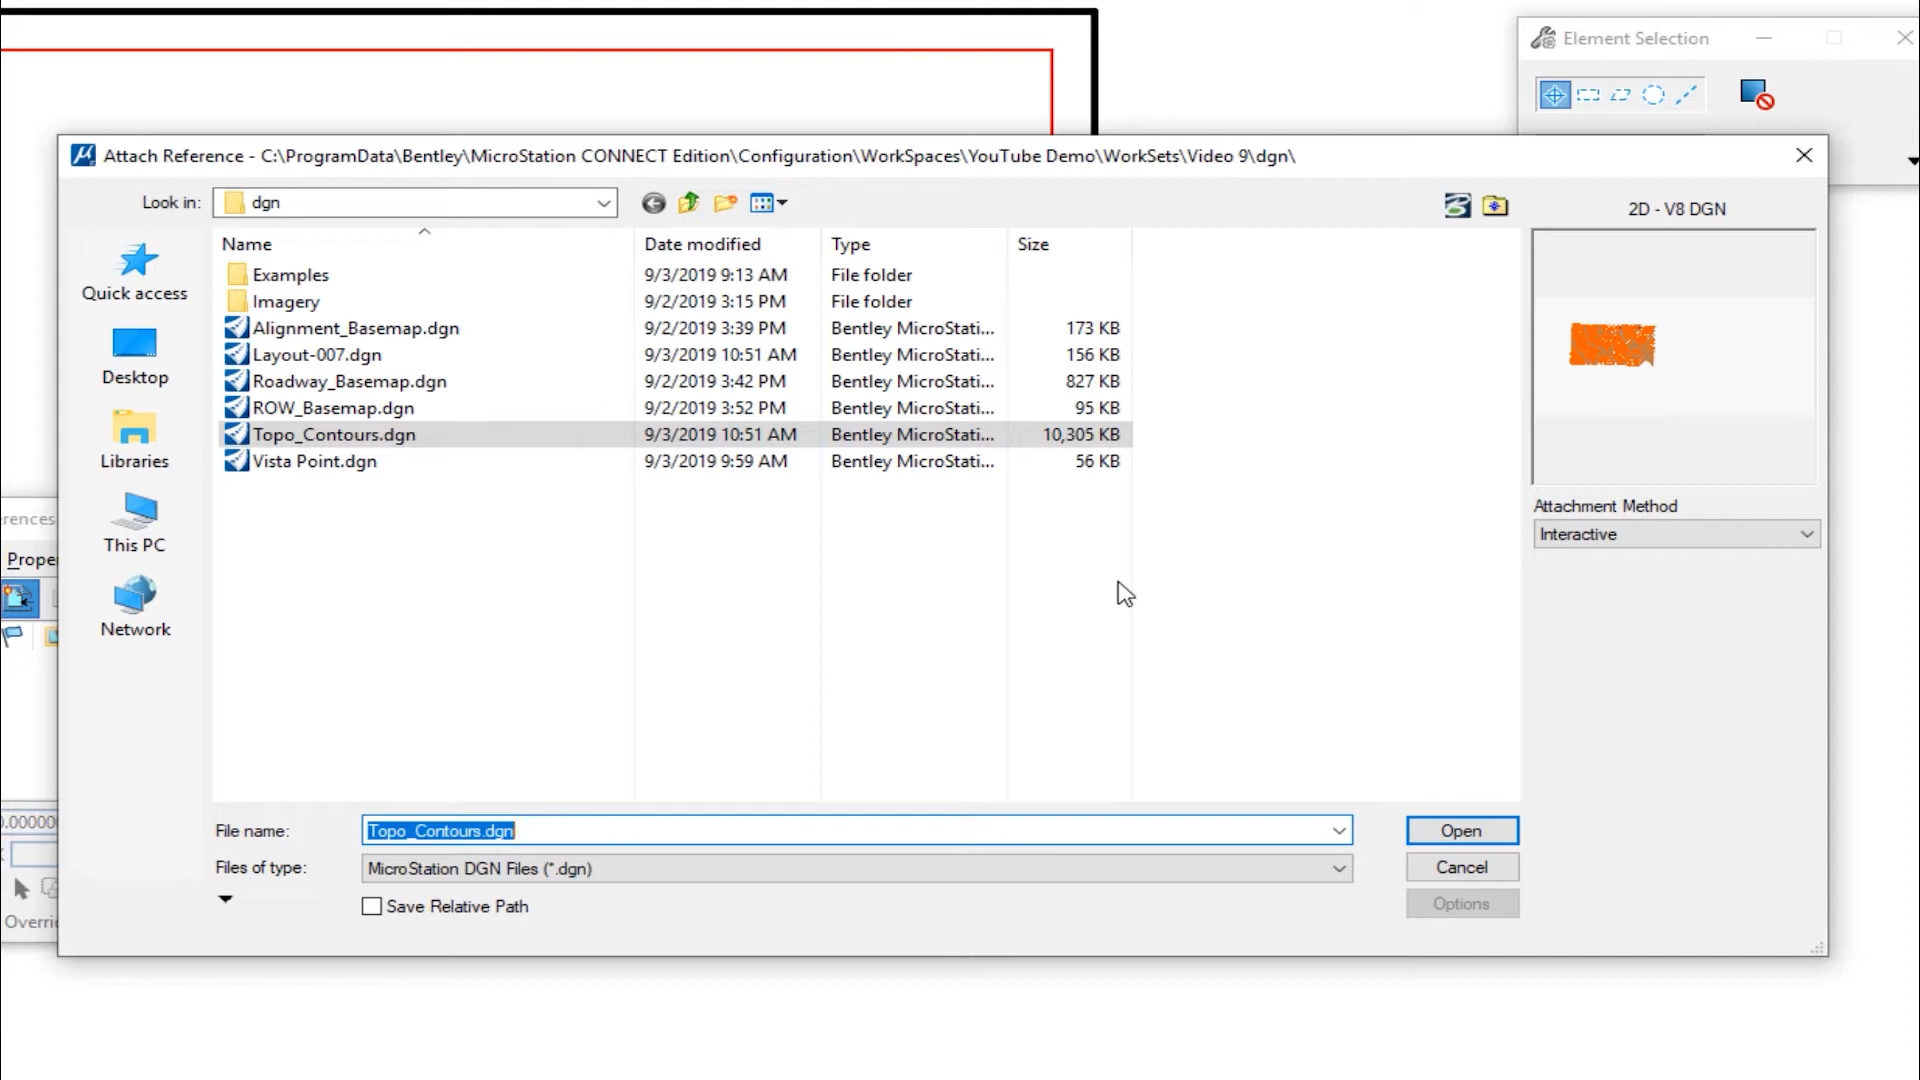 Element Selection
Attach Reference - C:\ProgramData\Bentley\MicroStation CONNECT Edition\Configuration\WorkSpaces\YouTube Demo\WorkSets\Video 9\dgn\
Look in: dgn
2D - V8 DGN
Name Date modified Type Size
Examples 9/3/2019 9:13 AM File folder
Imagery 9/2/2019 3:15 PM File folder
Alignment_Basemap.dgn 9/2/2019 3:39 PM Bentley MicroStati... 173 KB
Layout-007.dgn 9/3/2019 10:51 AM Bentley MicroStati... 156 KB
Roadway_Basemap.dgn 9/2/2019 3:42 PM Bentley MicroStati... 827 KB
ROW_Basemap.dgn 9/2/2019 3:52 PM Bentley MicroStati... 95 KB
Topo_Contours.dgn 9/3/2019 10:51 AM Bentley MicroStati... 10,305 KB
Vista Point.dgn 9/3/2019 9:59 AM Bentley MicroStati... 56 KB
Quick access
Desktop
Libraries
This PC
Network
Attachment Method
Interactive
erences
Proper
0.000000
Overri
File name: Topo_Contours.dgn Open
Files of type: MicroStation DGN Files (*.dgn) Cancel
Save Relative Path Options